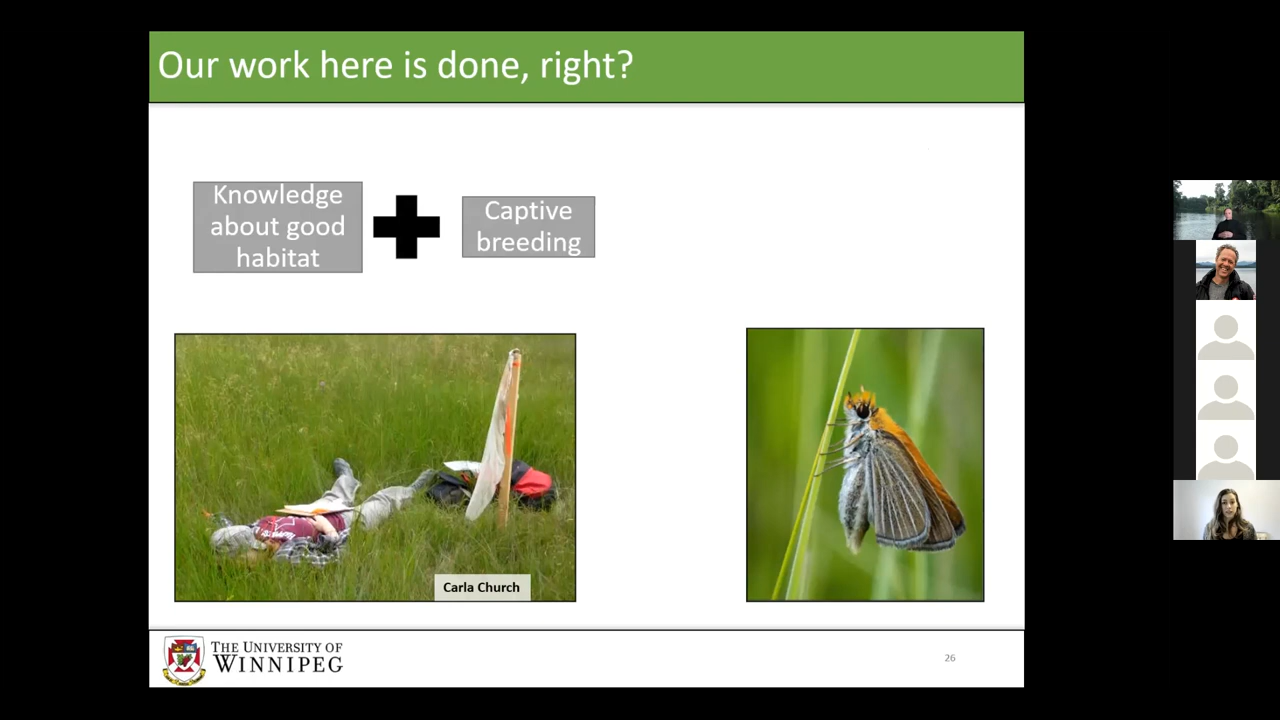 Our work here is done, right?
Knowledge
about good
habitat
Captive
breeding
Carla Church
THE UNIVERSITY OF
WINNIPEG
26